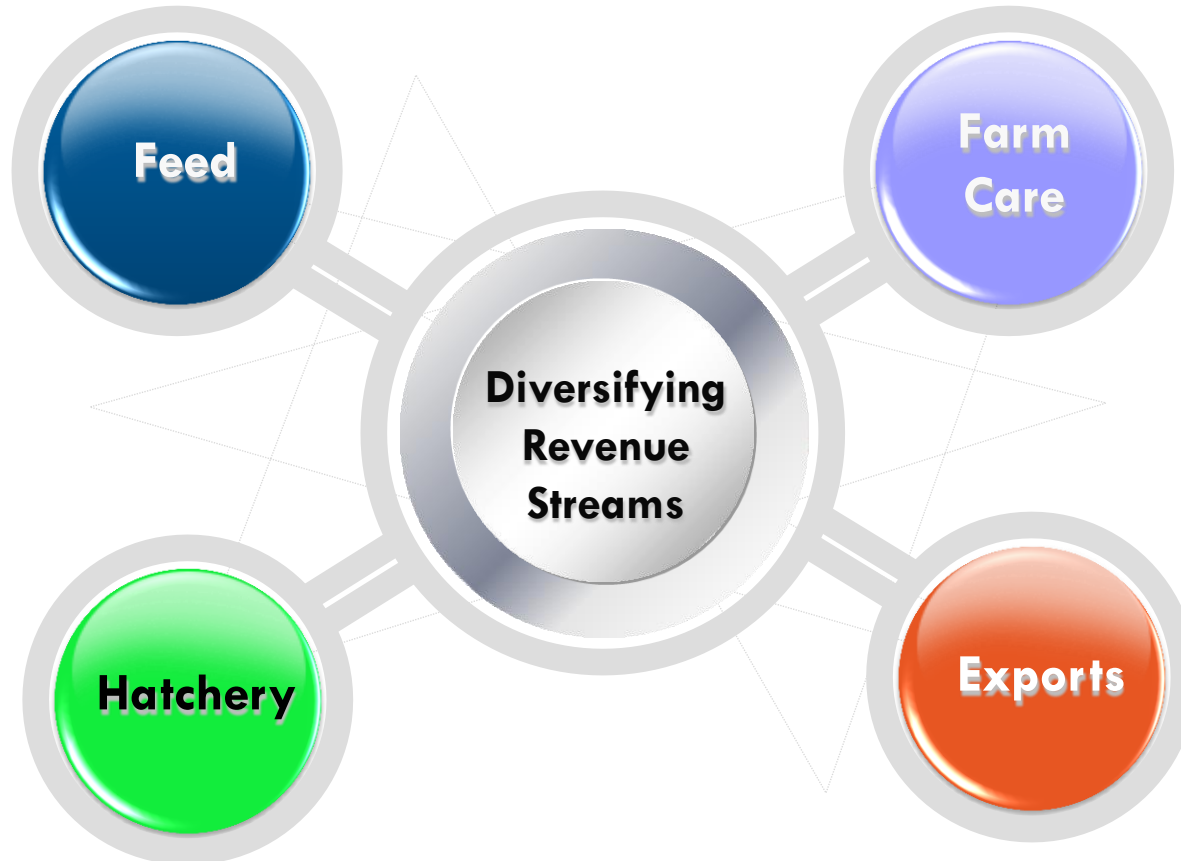 Feed
Farm
Care
Diversifying
Revenue
Streams
Hatchery
Exports